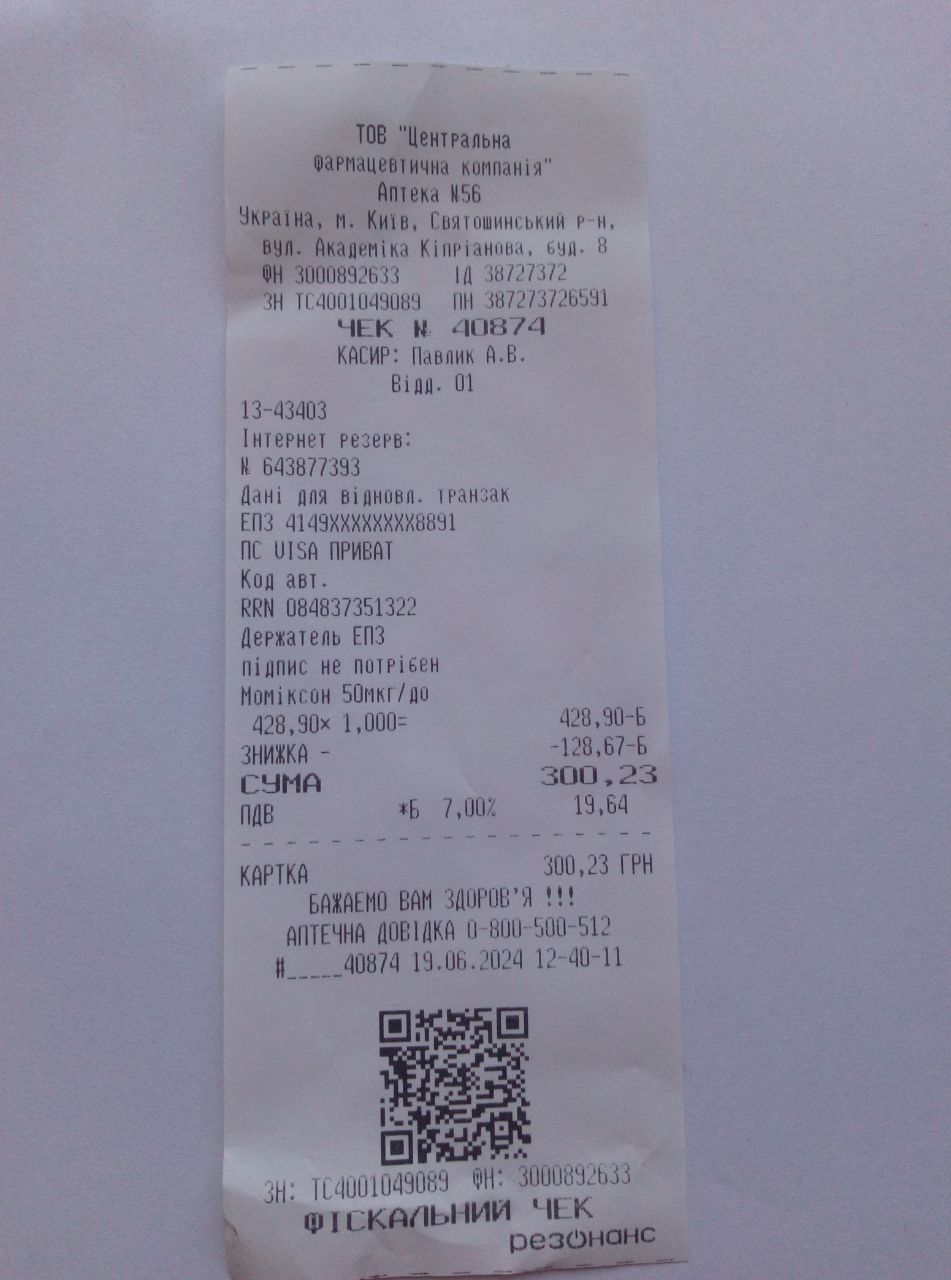 ТОВ "Центральна
фармацевтична компанія"
Аптека №56
Україна, м. Київ, Святошинський р-н,
вул. Академіка Кіпріанова, буд. 8
ФН 3000892633 ІД 38727372
ЗН ТС4001049089 ПН 387273726591
ЧЕК № 40874
КАСИР: Павлик А.В.
Відд. 01
13-43403
Інтернет резерв:
№ 643877393
Дані для відновл. транзак
ЕПЗ 4149XXXXXXXX8891
ПС VISA ПРИВАТ
Код авт.
RRN 084837351322
Держатель ЕПЗ
підпис не потрібен
Моміксон 50мкг/до
428,90× 1,000= 428,90-Б
ЗНИЖКА - -128,67-Б
СУМА 300,23
ПДВ *Б 7,00% 19,64
КАРТКА 300,23 ГРН
БАЖАЕМО ВАМ ЗДОРОВ'Я !!!
АПТЕЧНА ДОВІДКА 0-800-500-512
#_____40874 19.06.2024 12-40-11
ЗН: ТС4001049089 ФН: 3000892633
ФІСКАЛЬНИЙ ЧЕК
резонанс